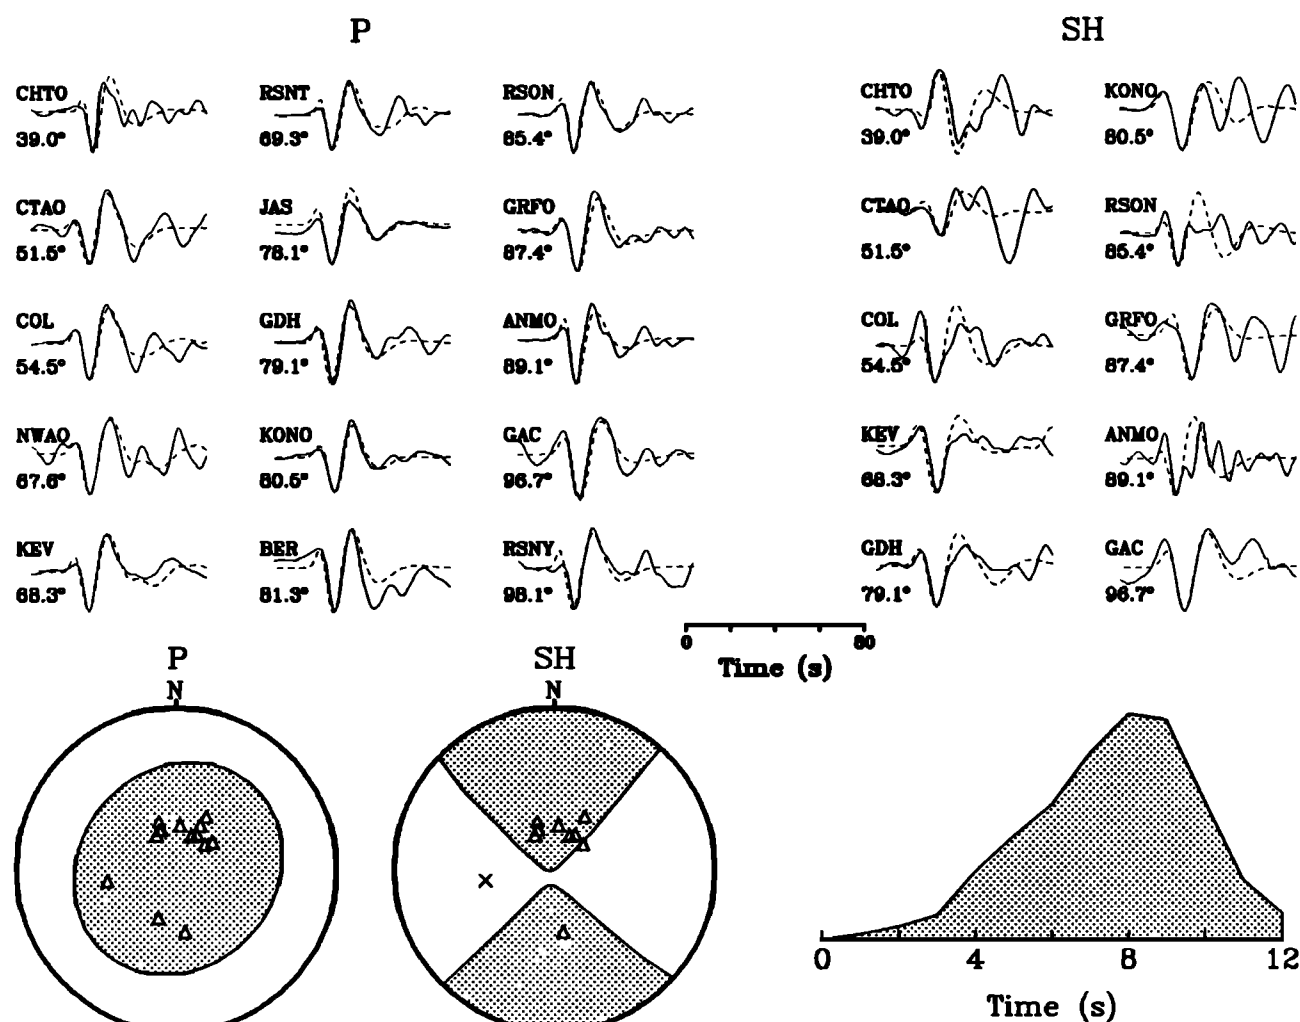 P
SH
CHTO
39.0°
RSNT
69.3°
RSON
85.4°
CHTO
39.0°
KONO
80.5°
CTAO
51.5°
JAS
78.1°
GRFO
87.4°
CTAO
51.5°
RSON
85.4°
COL
54.5°
GDH
79.1°
ANMO
89.1°
COL
54.5°
GRFO
87.4°
NWAO
67.6°
KONO
80.5°
GAC
96.7°
KEV
68.3°
ANMO
89.1°
KEV
68.3°
BER
81.3°
RSNY
98.1°
GDH
79.1°
GAC
96.7°
0
Time (s)
P
N
SH
N
0 4 8 12
Time (s)